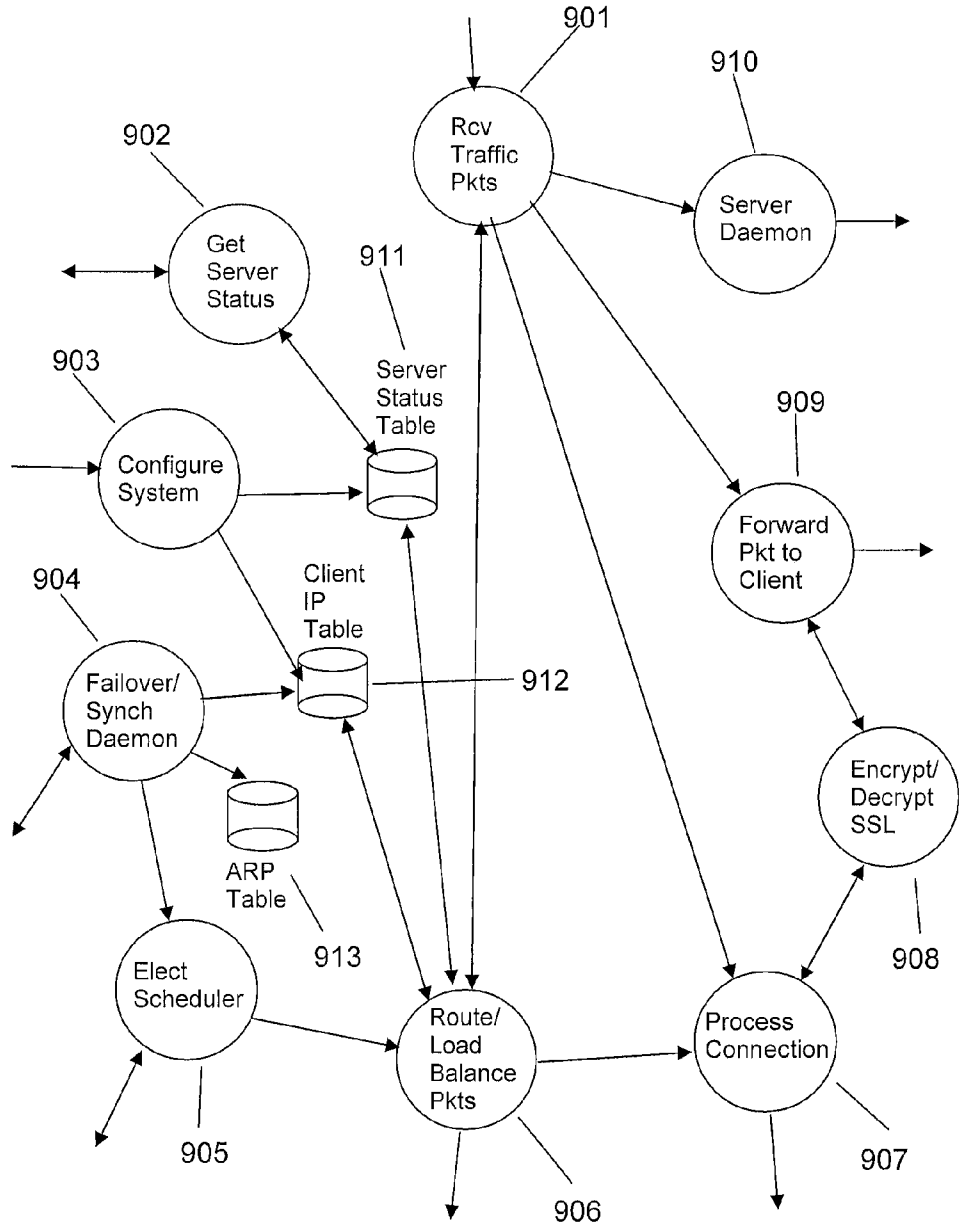 901
Rcv
Traffic
Pkts
910
Server
Daemon
902
Get
Server
Status
911
Server
Status
Table
903
Configure
System
909
Forward
Pkt to
Client
904
Failover/
Synch
Daemon
Client
IP
Table
912
ARP
Table
913
Encrypt/
Decrypt
SSL
908
Elect
Scheduler
905
Route/
Load
Balance
Pkts
906
Process
Connection
907